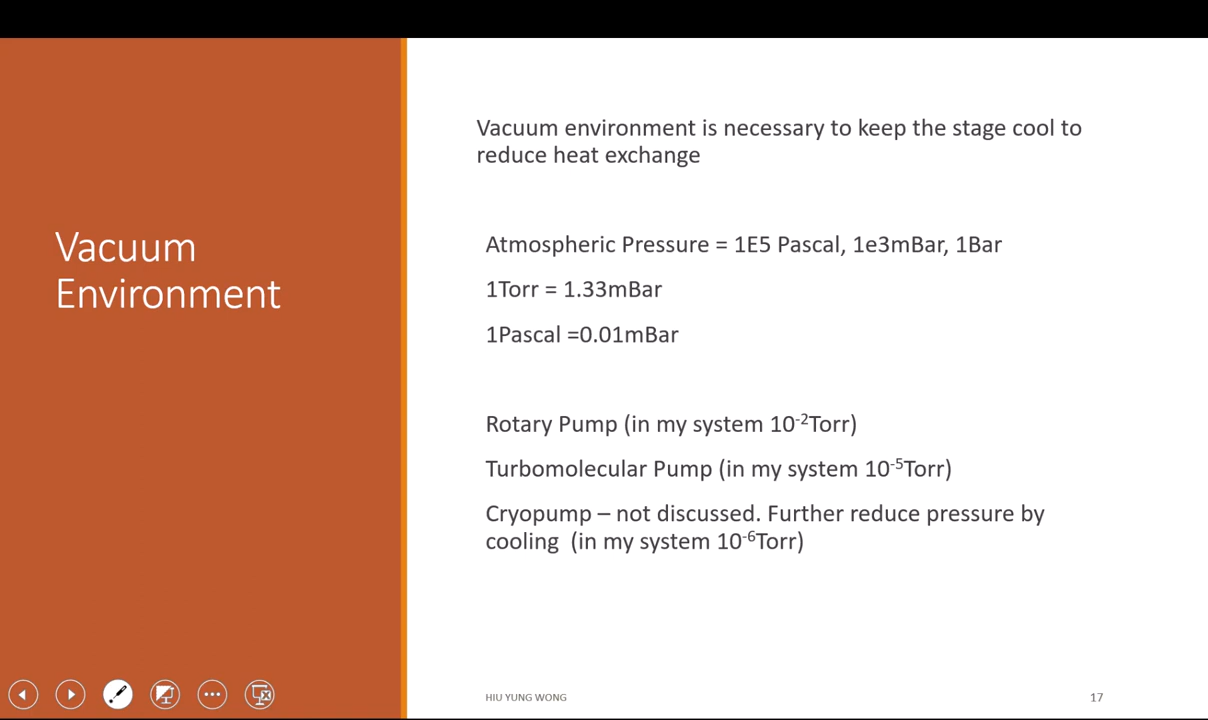 Vacuum
Environment
Vacuum environment is necessary to keep the stage cool to
reduce heat exchange
Atmospheric Pressure = 1E5 Pascal, 1e3mBar, 1Bar
1Torr = 1.33mBar
1Pascal =0.01mBar
Rotary Pump (in my system 10⁻²Torr)
Turbomolecular Pump (in my system 10⁻⁵Torr)
Cryopump – not discussed. Further reduce pressure by
cooling  (in my system 10⁻⁶Torr)
HIU YUNG WONG
17